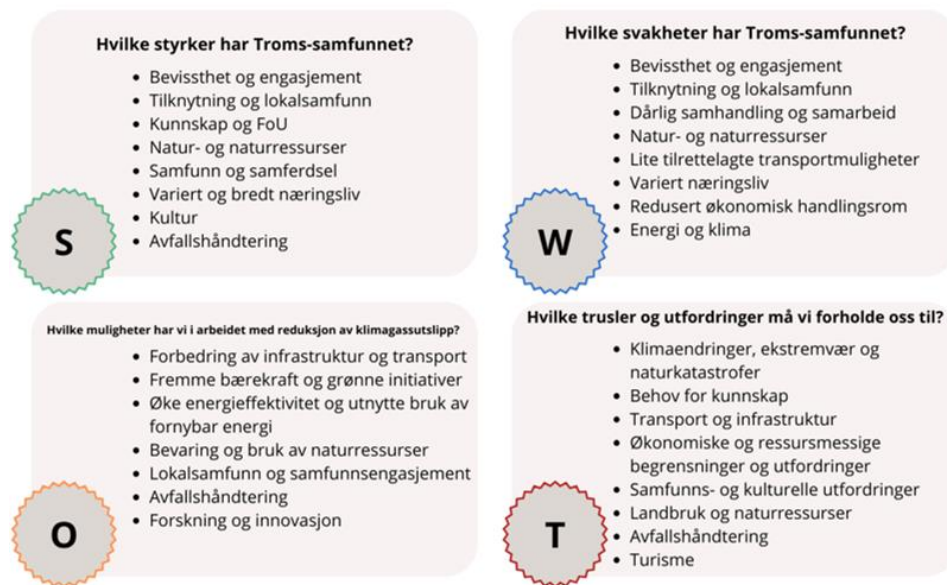 Hvilke styrker har Troms-samfunnet?
• Bevissthet og engasjement
• Tilknytning og lokalsamfunn
• Kunnskap og FoU
• Natur- og naturressurser
• Samfunn og samferdsel
• Variert og bredt næringsliv
• Kultur
• Avfallshåndtering
S
Hvilke svakheter har Troms-samfunnet?
• Bevissthet og engasjement
• Tilknytning og lokalsamfunn
• Dårlig samhandling og samarbeid
• Natur- og naturressurser
• Lite tilrettelagte transportmuligheter
• Variert næringsliv
• Redusert økonomisk handlingsrom
• Energi og klima
W
Hvilke muligheter har vi i arbeidet med reduksjon av klimagassutslipp?
• Forbedring av infrastruktur og transport
• Fremme bærekraft og grønne initiativer
• Øke energieffektivitet og utnytte bruk av
fornybar energi
• Bevaring og bruk av naturressurser
• Lokalsamfunn og samfunnsengasjement
• Avfallshåndtering
• Forskning og innovasjon
O
Hvilke trusler og utfordringer må vi forholde oss til?
• Klimaendringer, ekstremvær og
naturkatastrofer
• Behov for kunnskap
• Transport og infrastruktur
• Økonomiske og ressursmessige
begrensninger og utfordringer
• Samfunns- og kulturelle utfordringer
• Landbruk og naturressurser
• Avfallshåndtering
• Turisme
T